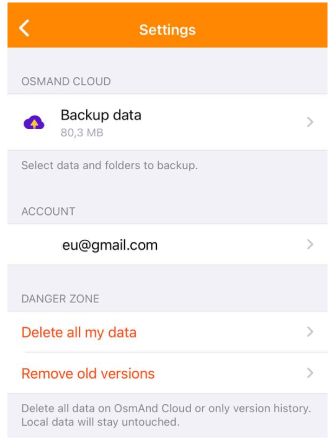 Settings
OSMAND CLOUD
Backup data
80,3 MB
Select data and folders to backup.
ACCOUNT
eu@gmail.com
DANGER ZONE
Delete all my data
Remove old versions
Delete all data on OsmAnd Cloud or only version history.
Local data will stay untouched.